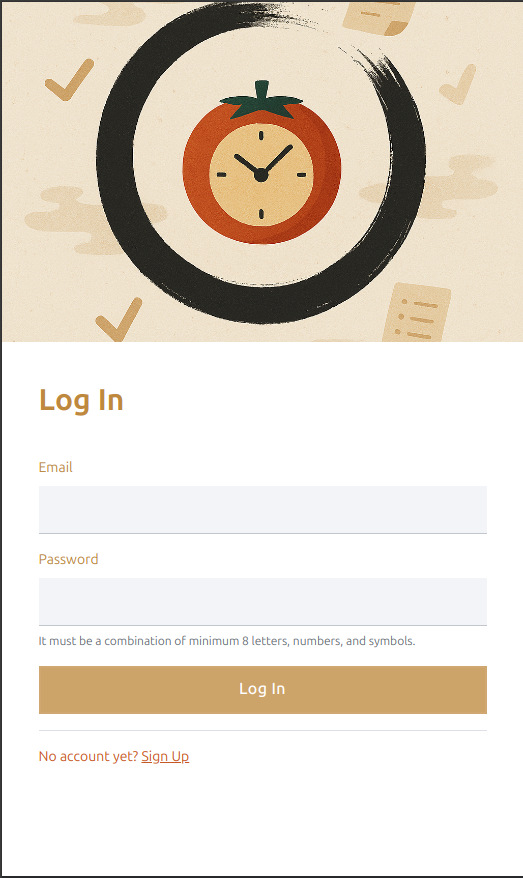 Log In
Email
Password
It must be a combination of minimum 8 letters, numbers, and symbols.
Log In
No account yet? Sign Up